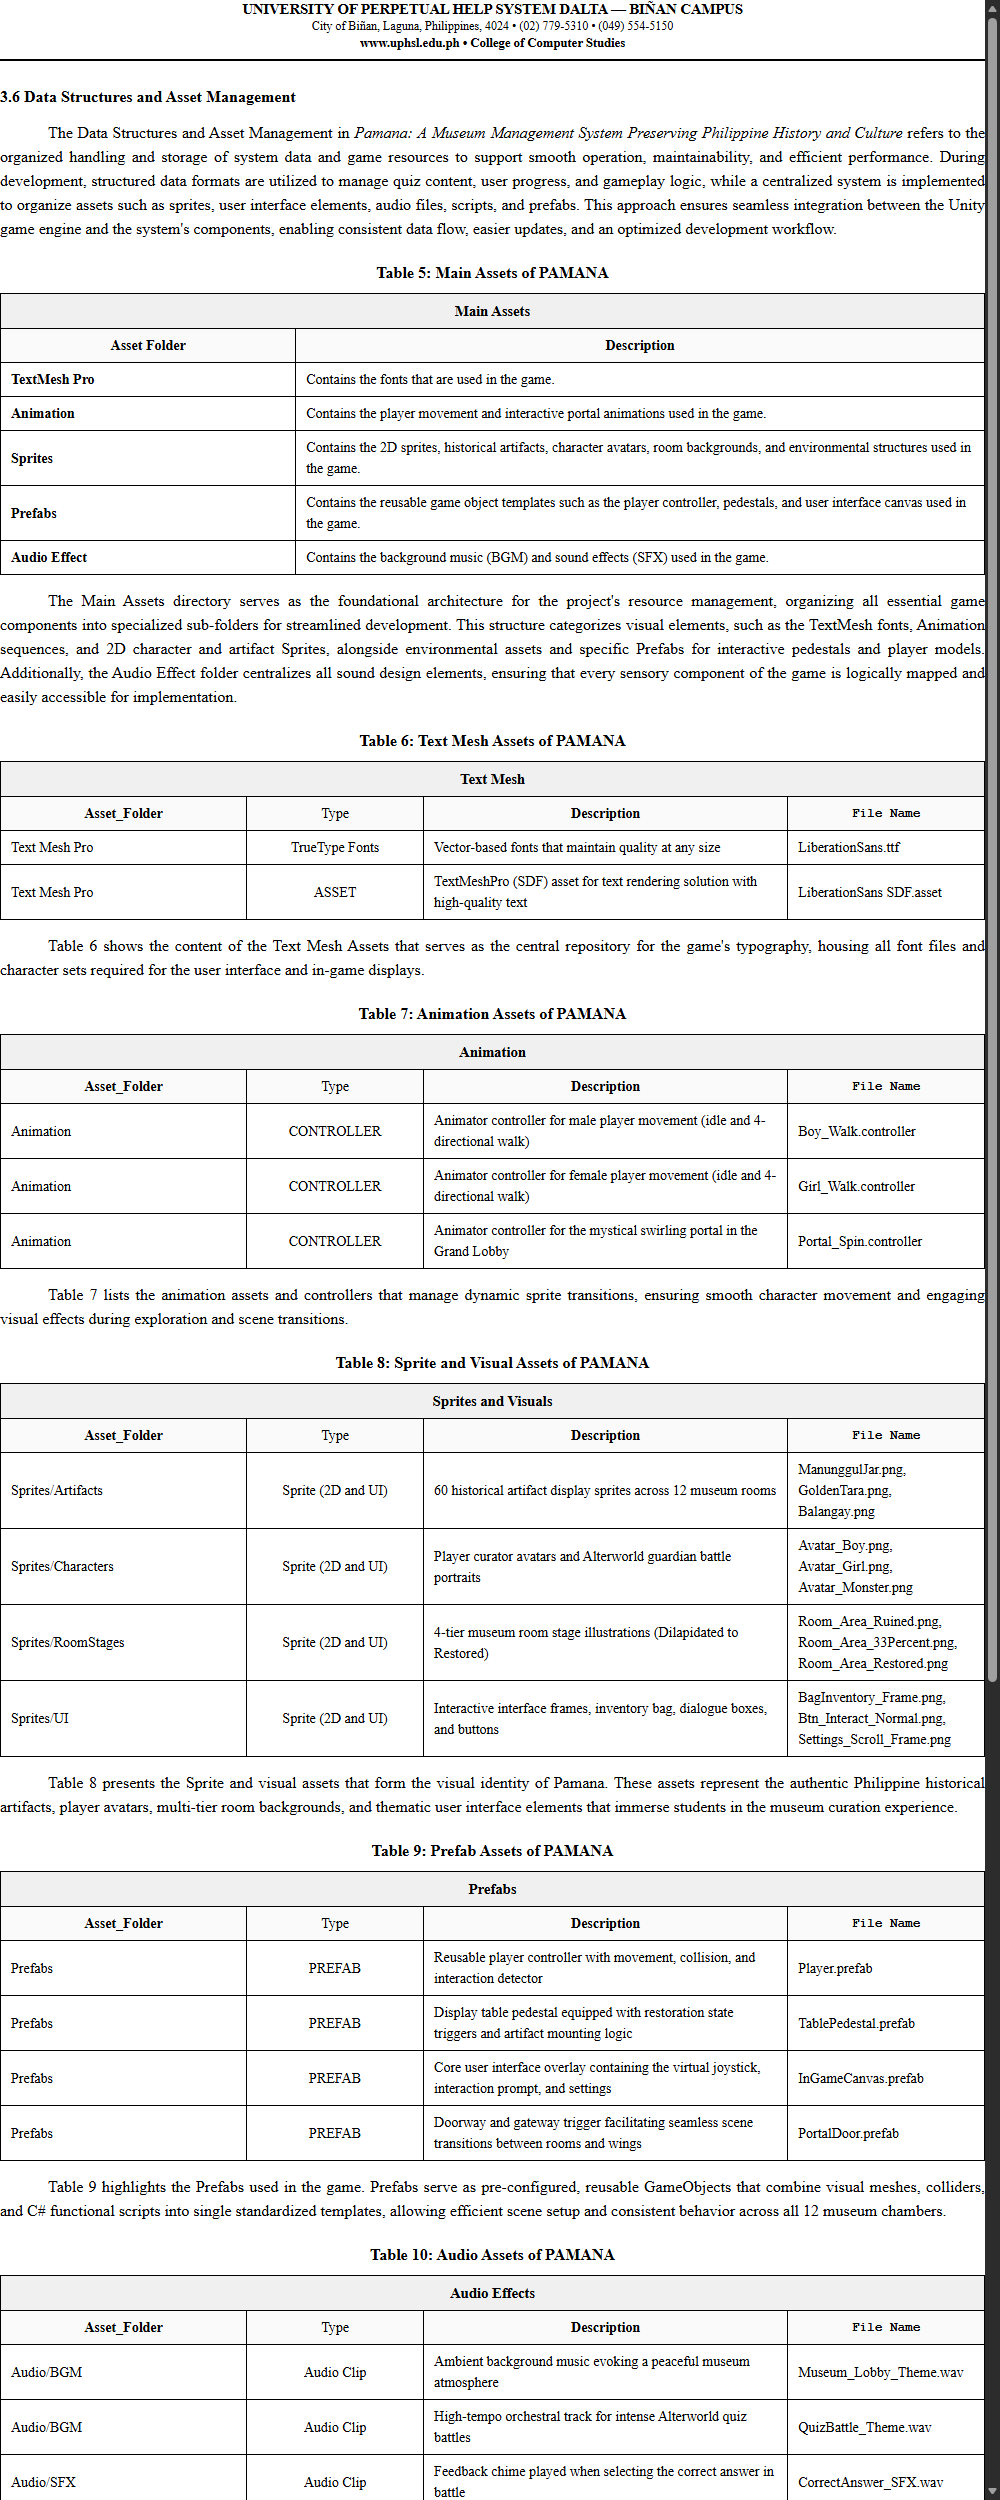 UNIVERSITY OF PERPETUAL HELP SYSTEM DALTA — BIÑAN CAMPUS
City of Biñan, Laguna, Philippines, 4024 • (02) 779-5310 • (049) 554-5150
www.uphsl.edu.ph • College of Computer Studies
3.6 Data Structures and Asset Management
The Data Structures and Asset Management in Pamana: A Museum Management System Preserving Philippine History and Culture refers to the
organized handling and storage of system data and game resources to support smooth operation, maintainability, and efficient performance. During
development, structured data formats are utilized to manage quiz content, user progress, and gameplay logic, while a centralized system is implemented
to organize assets such as sprites, user interface elements, audio files, scripts, and prefabs. This approach ensures seamless integration between the Unity
game engine and the system's components, enabling consistent data flow, easier updates, and an optimized development workflow.
Table 5: Main Assets of PAMANA
Main Assets
Asset Folder Description
TextMesh Pro Contains the fonts that are used in the game.
Animation Contains the player movement and interactive portal animations used in the game.
Sprites Contains the 2D sprites, historical artifacts, character avatars, room backgrounds, and environmental structures used in
the game.
Prefabs Contains the reusable game object templates such as the player controller, pedestals, and user interface canvas used in
the game.
Audio Effect Contains the background music (BGM) and sound effects (SFX) used in the game.
The Main Assets directory serves as the foundational architecture for the project's resource management, organizing all essential game
components into specialized sub-folders for streamlined development. This structure categorizes visual elements, such as the TextMesh fonts, Animation
sequences, and 2D character and artifact Sprites, alongside environmental assets and specific Prefabs for interactive pedestals and player models.
Additionally, the Audio Effect folder centralizes all sound design elements, ensuring that every sensory component of the game is logically mapped and
easily accessible for implementation.
Table 6: Text Mesh Assets of PAMANA
Text Mesh
Asset_Folder Type Description File Name
Text Mesh Pro TrueType Fonts Vector-based fonts that maintain quality at any size LiberationSans.ttf
Text Mesh Pro ASSET TextMeshPro (SDF) asset for text rendering solution with
high-quality text LiberationSans SDF.asset
Table 6 shows the content of the Text Mesh Assets that serves as the central repository for the game's typography, housing all font files and
character sets required for the user interface and in-game displays.
Table 7: Animation Assets of PAMANA
Animation
Asset_Folder Type Description File Name
Animation CONTROLLER Animator controller for male player movement (idle and 4-
directional walk) Boy_Walk.controller
Animation CONTROLLER Animator controller for female player movement (idle and 4-
directional walk) Girl_Walk.controller
Animation CONTROLLER Animator controller for the mystical swirling portal in the
Grand Lobby Portal_Spin.controller
Table 7 lists the animation assets and controllers that manage dynamic sprite transitions, ensuring smooth character movement and engaging
visual effects during exploration and scene transitions.
Table 8: Sprite and Visual Assets of PAMANA
Sprites and Visuals
Asset_Folder Type Description File Name
Sprites/Artifacts Sprite (2D and UI) 60 historical artifact display sprites across 12 museum rooms ManunggulJar.png,
GoldenTara.png,
Balangay.png
Sprites/Characters Sprite (2D and UI) Player curator avatars and Alterworld guardian battle
portraits Avatar_Boy.png,
Avatar_Girl.png,
Avatar_Monster.png
Sprites/RoomStages Sprite (2D and UI) 4-tier museum room stage illustrations (Dilapidated to
Restored) Room_Area_Ruined.png,
Room_Area_33Percent.png,
Room_Area_Restored.png
Sprites/UI Sprite (2D and UI) Interactive interface frames, inventory bag, dialogue boxes,
and buttons BagInventory_Frame.png,
Btn_Interact_Normal.png,
Settings_Scroll_Frame.png
Table 8 presents the Sprite and visual assets that form the visual identity of Pamana. These assets represent the authentic Philippine historical
artifacts, player avatars, multi-tier room backgrounds, and thematic user interface elements that immerse students in the museum curation experience.
Table 9: Prefab Assets of PAMANA
Prefabs
Asset_Folder Type Description File Name
Prefabs PREFAB Reusable player controller with movement, collision, and
interaction detector Player.prefab
Prefabs PREFAB Display table pedestal equipped with restoration state
triggers and artifact mounting logic TablePedestal.prefab
Prefabs PREFAB Core user interface overlay containing the virtual joystick,
interaction prompt, and settings InGameCanvas.prefab
Prefabs PREFAB Doorway and gateway trigger facilitating seamless scene
transitions between rooms and wings PortalDoor.prefab
Table 9 highlights the Prefabs used in the game. Prefabs serve as pre-configured, reusable GameObjects that combine visual meshes, colliders,
and C# functional scripts into single standardized templates, allowing efficient scene setup and consistent behavior across all 12 museum chambers.
Table 10: Audio Assets of PAMANA
Audio Effects
Asset_Folder Type Description File Name
Audio/BGM Audio Clip Ambient background music evoking a peaceful museum
atmosphere Museum_Lobby_Theme.wav
Audio/BGM Audio Clip High-tempo orchestral track for intense Alterworld quiz
battles QuizBattle_Theme.wav
Audio/SFX Audio Clip Feedback chime played when selecting the correct answer in
battle CorrectAnswer_SFX.wav